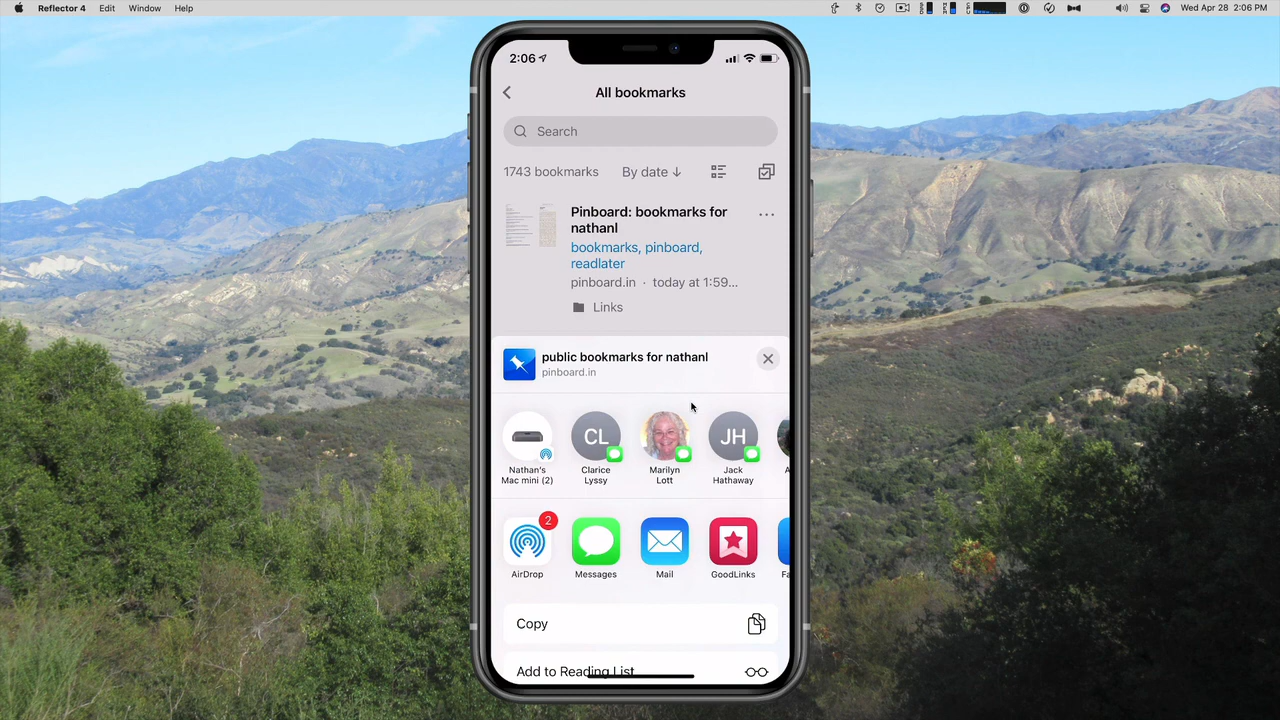 Reflector 4 Edit Window Help Wed Apr 28 2:06 PM
2:06
All bookmarks
Search
1743 bookmarks By date ↓
Pinboard: bookmarks for
nathanl
bookmarks, pinboard,
readlater
pinboard.in · today at 1:59...
Links
public bookmarks for nathanl
pinboard.in
CL JH
Nathan's Clarice Marilyn Jack
Mac mini (2) Lyssy Lott Hathaway
2
AirDrop Messages Mail GoodLinks Fa
Copy
Add to Reading List